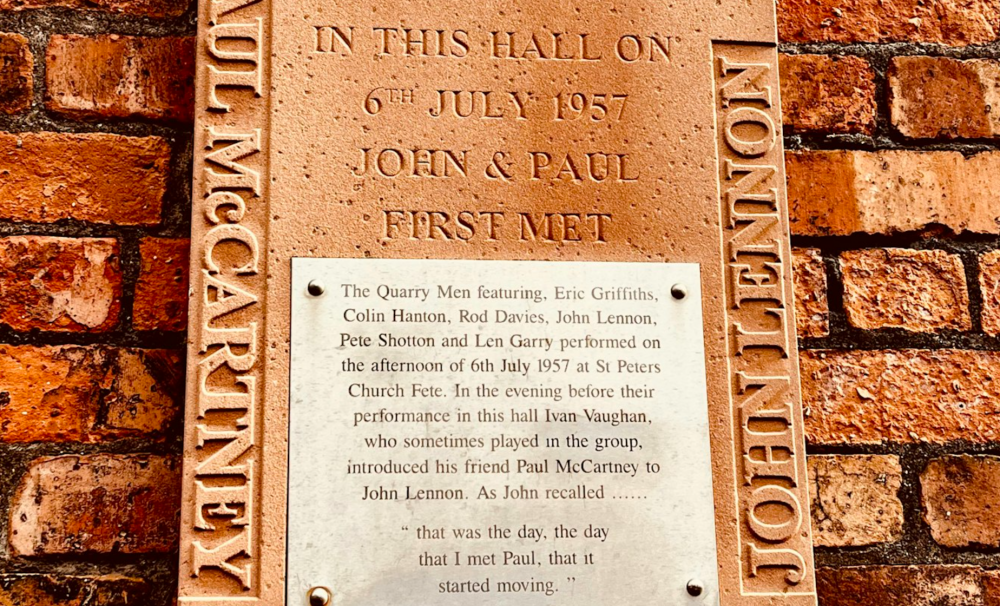 IN THIS HALL ON
6TH JULY 1957
JOHN & PAUL
FIRST MET
PAUL McCARTNEY
JOHN LENNON
The Quarry Men featuring, Eric Griffiths,
Colin Hanton, Rod Davies, John Lennon,
Pete Shotton and Len Garry performed on
the afternoon of 6th July 1957 at St Peters
Church Fete. In the evening before their
performance in this hall Ivan Vaughan,
who sometimes played in the group,
introduced his friend Paul McCartney to
John Lennon. As John recalled ......
“ that was the day, the day
that I met Paul, that it
started moving. ”